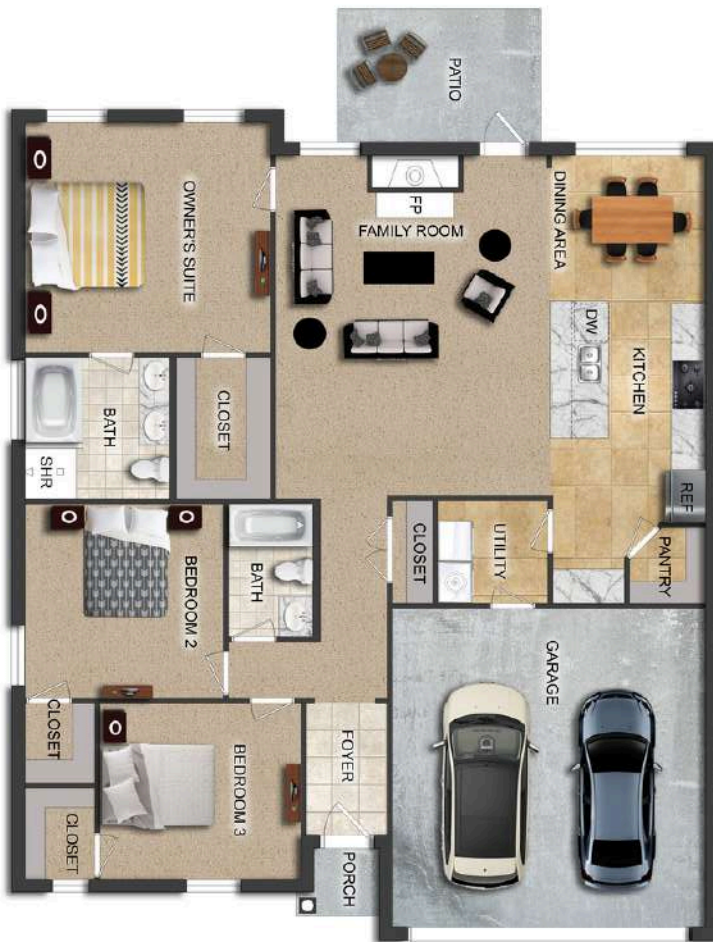 PATIO
OWNER'S SUITE
FP
FAMILY ROOM
DINING AREA
DW
KITCHEN
BATH
CLOSET
SHR
REF
BEDROOM 2
BATH
CLOSET
UTILITY
PANTRY
GARAGE
CLOSET
BEDROOM 3
FOYER
CLOSET
PORCH